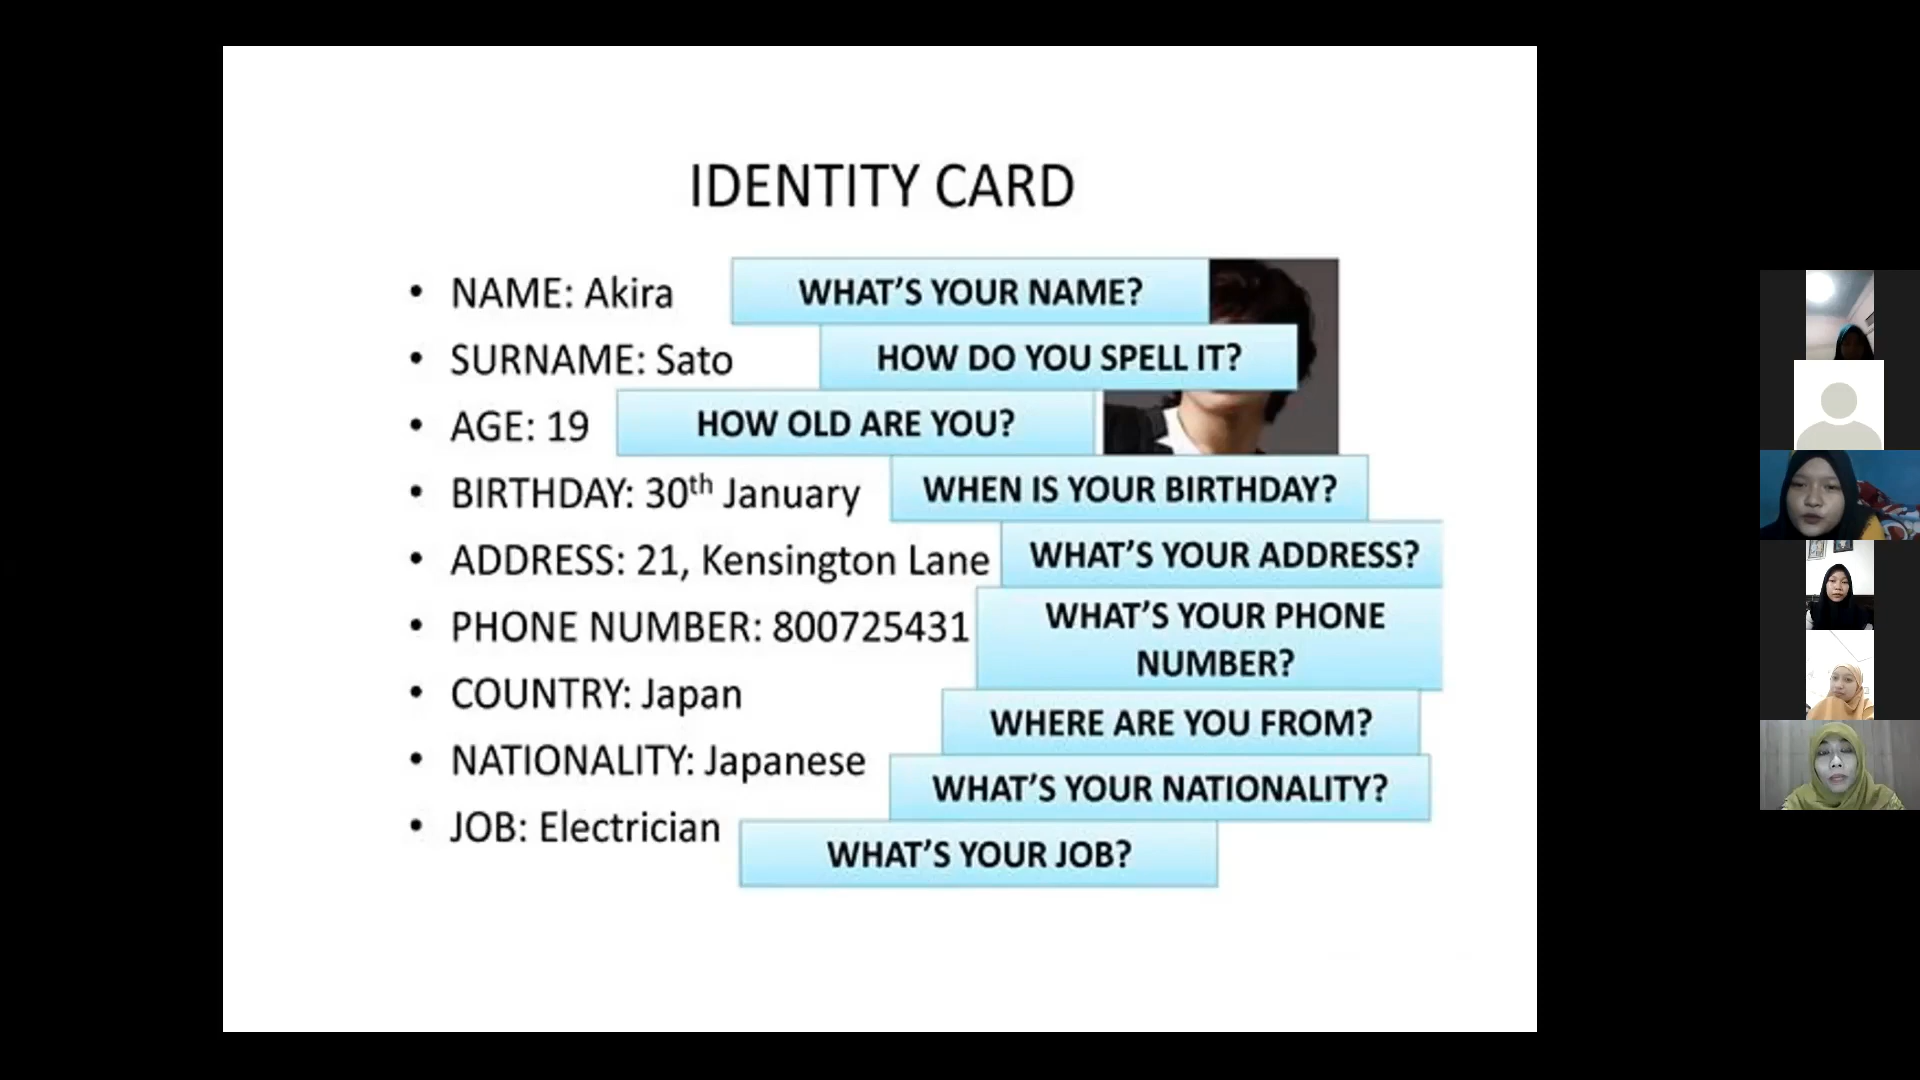 IDENTITY CARD
• NAME: Akira
WHAT'S YOUR NAME?
• SURNAME: Sato
HOW DO YOU SPELL IT?
• AGE: 19
HOW OLD ARE YOU?
• BIRTHDAY: 30th January
WHEN IS YOUR BIRTHDAY?
• ADDRESS: 21, Kensington Lane
WHAT'S YOUR ADDRESS?
• PHONE NUMBER: 800725431
WHAT'S YOUR PHONE
NUMBER?
• COUNTRY: Japan
WHERE ARE YOU FROM?
• NATIONALITY: Japanese
WHAT'S YOUR NATIONALITY?
• JOB: Electrician
WHAT'S YOUR JOB?